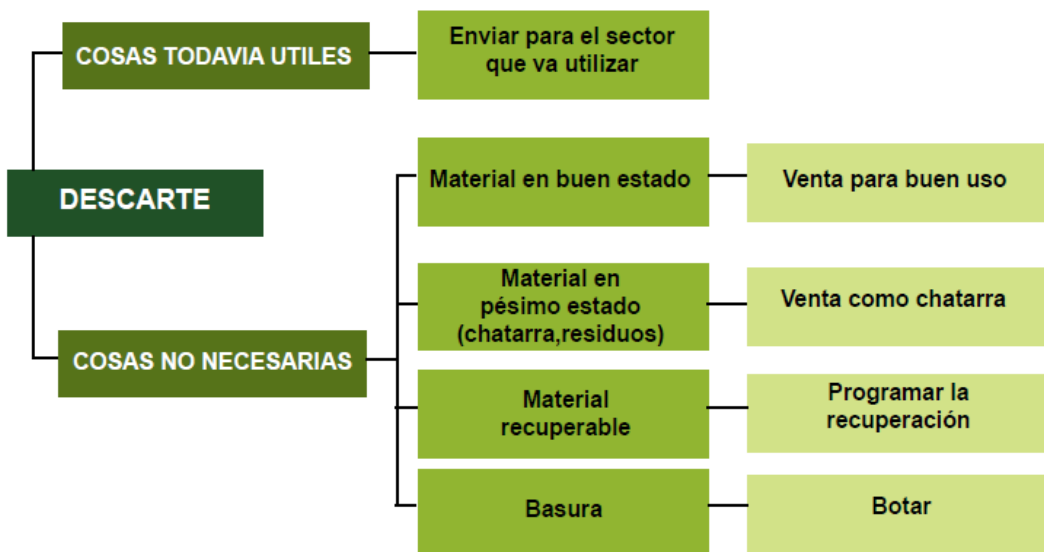 COSAS TODAVIA UTILES
Enviar para el sector
que va utilizar
DESCARTE
Material en buen estado
Venta para buen uso
Material en
pésimo estado
(chatarra,residuos)
Venta como chatarra
COSAS NO NECESARIAS
Material
recuperable
Programar la
recuperación
Basura
Botar